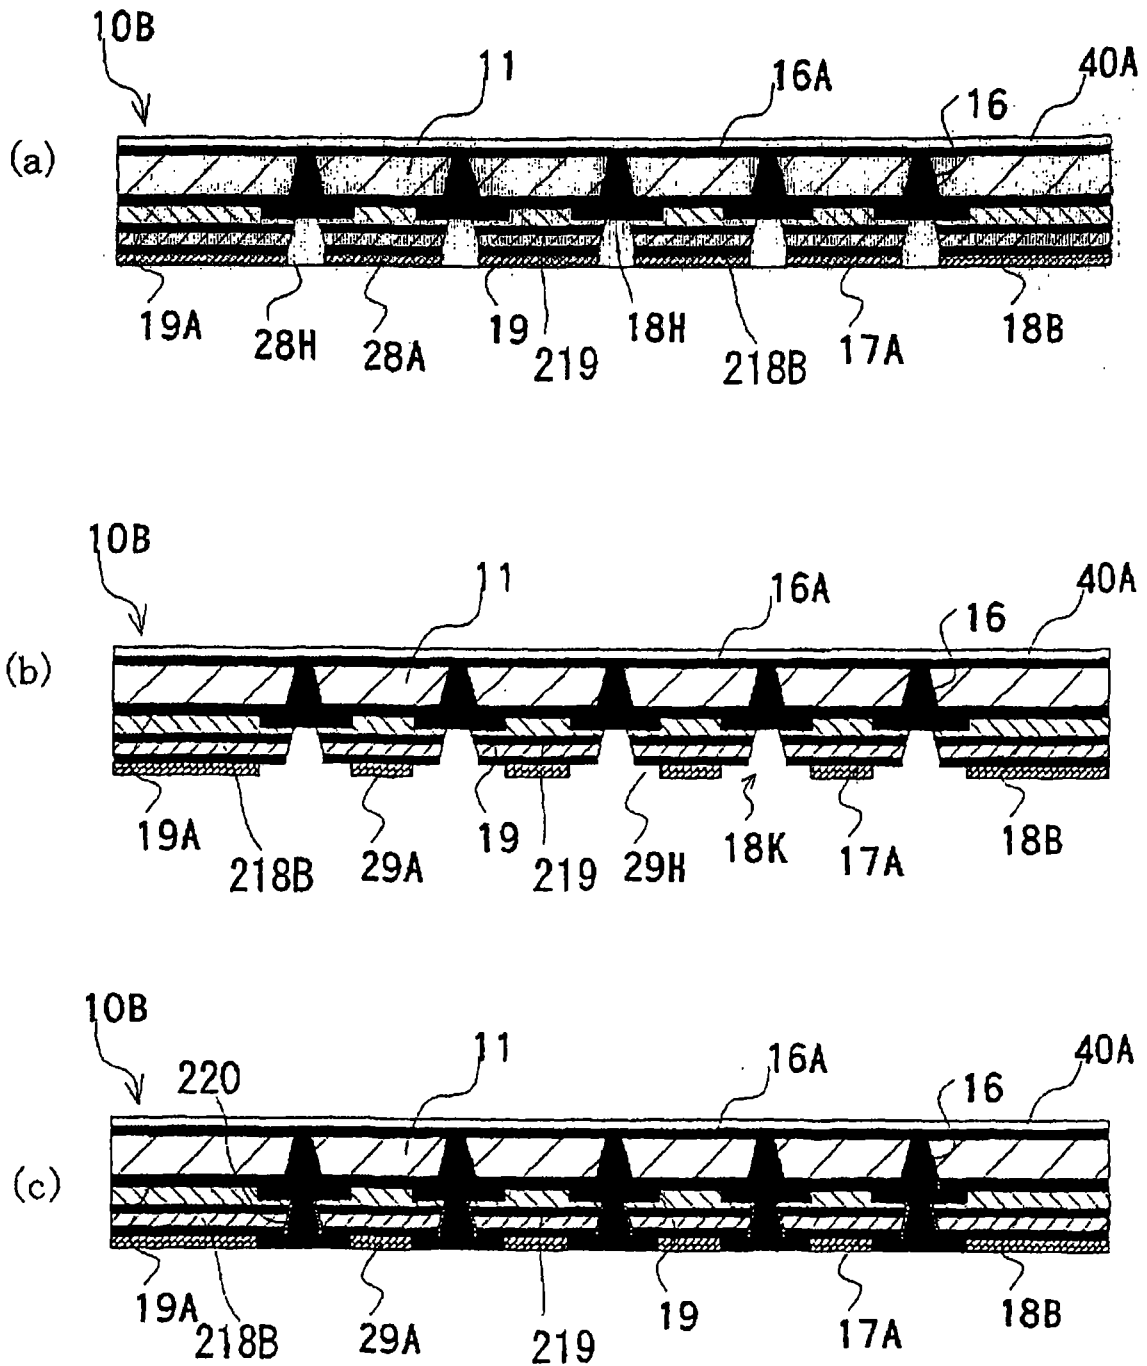 10B 11 16A 16 40A
(a)
19A 28H 28A 19 219 18H 218B 17A 18B
10B 11 16A 16 40A
(b)
19A 218B 29A 19 219 29H 18K 17A 18B
10B 220 11 16A 16 40A
(c)
19A 218B 29A 219 19 17A 18B